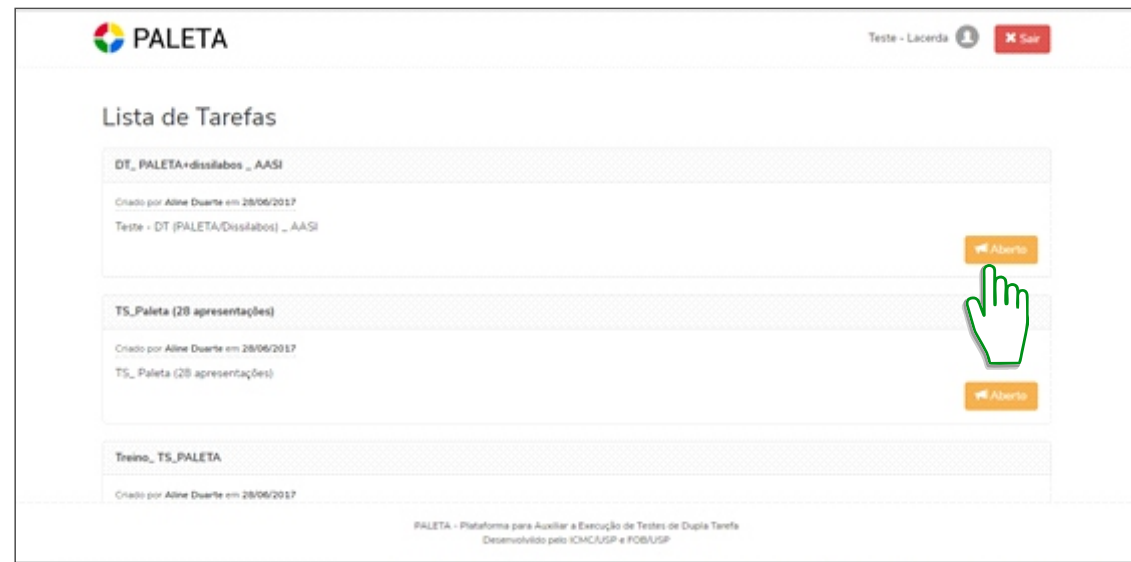 PALETA
Teste - Lacerda
Sair
Lista de Tarefas
DT_ PALETA+dissílabos _ AASI
Criado por Aline Duarte em 28/06/2017
Teste - DT (PALETA/Dissílabos) _ AASI
Aberto
TS_Paleta (28 apresentações)
Criado por Aline Duarte em 28/06/2017
TS_ Paleta (28 apresentações)
Aberto
Treino_ TS_PALETA
Criado por Aline Duarte em 28/06/2017
PALETA - Plataforma para Auxiliar a Execução de Testes de Dupla Tarefa
Desenvolvido pelo ICMC/USP e FOB/USP